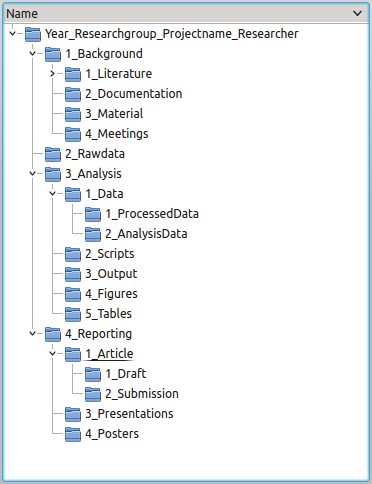 Name
Year_Researchgroup_Projectname_Researcher
1_Background
1_Literature
2_Documentation
3_Material
4_Meetings
2_Rawdata
3_Analysis
1_Data
1_ProcessedData
2_AnalysisData
2_Scripts
3_Output
4_Figures
5_Tables
4_Reporting
1_Article
1_Draft
2_Submission
3_Presentations
4_Posters